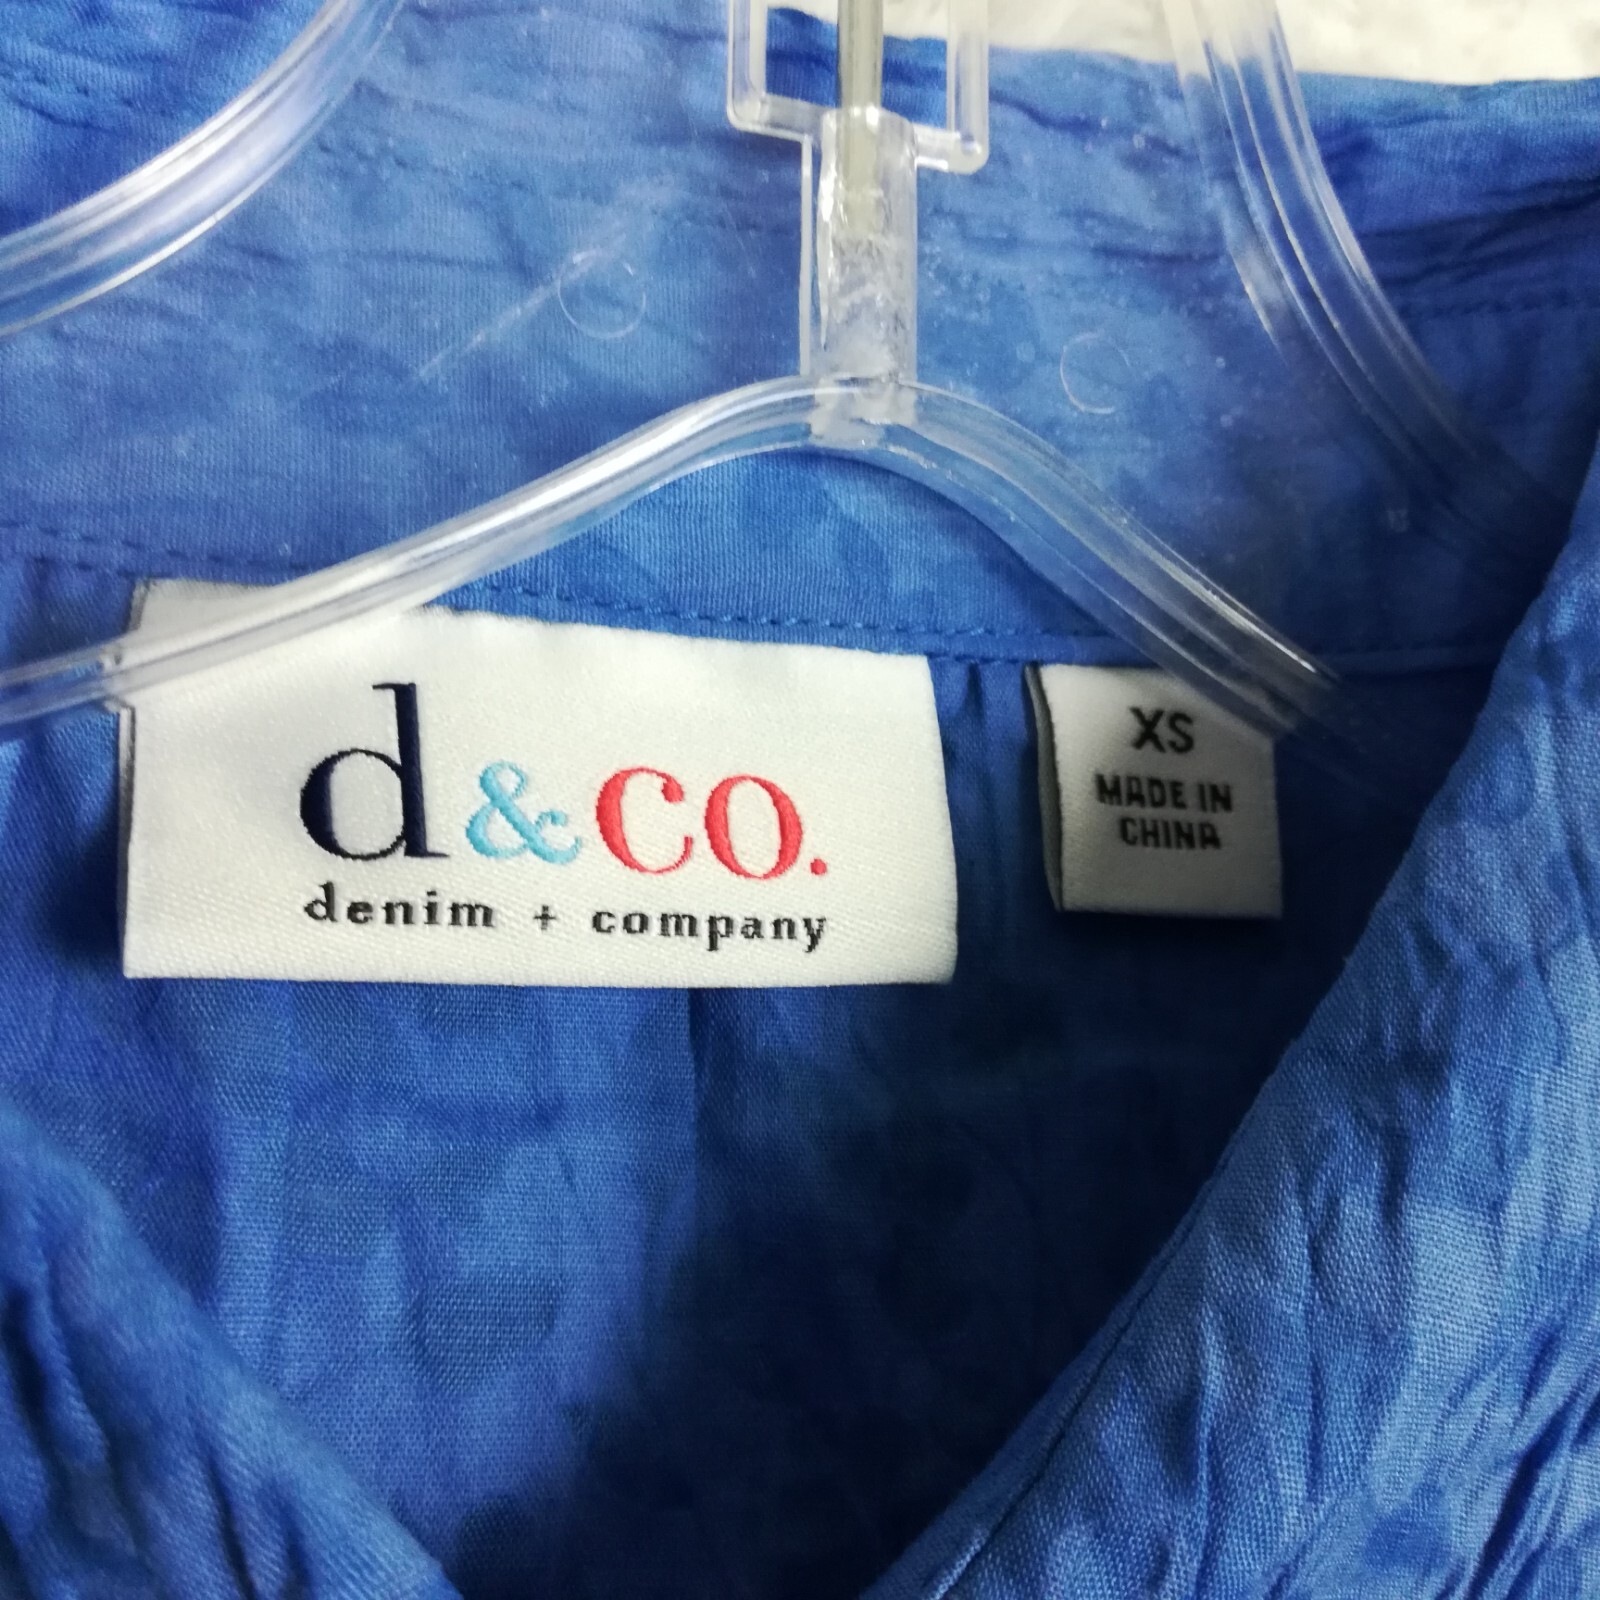 d & co.
denim + company
XS
MADE IN
CHINA